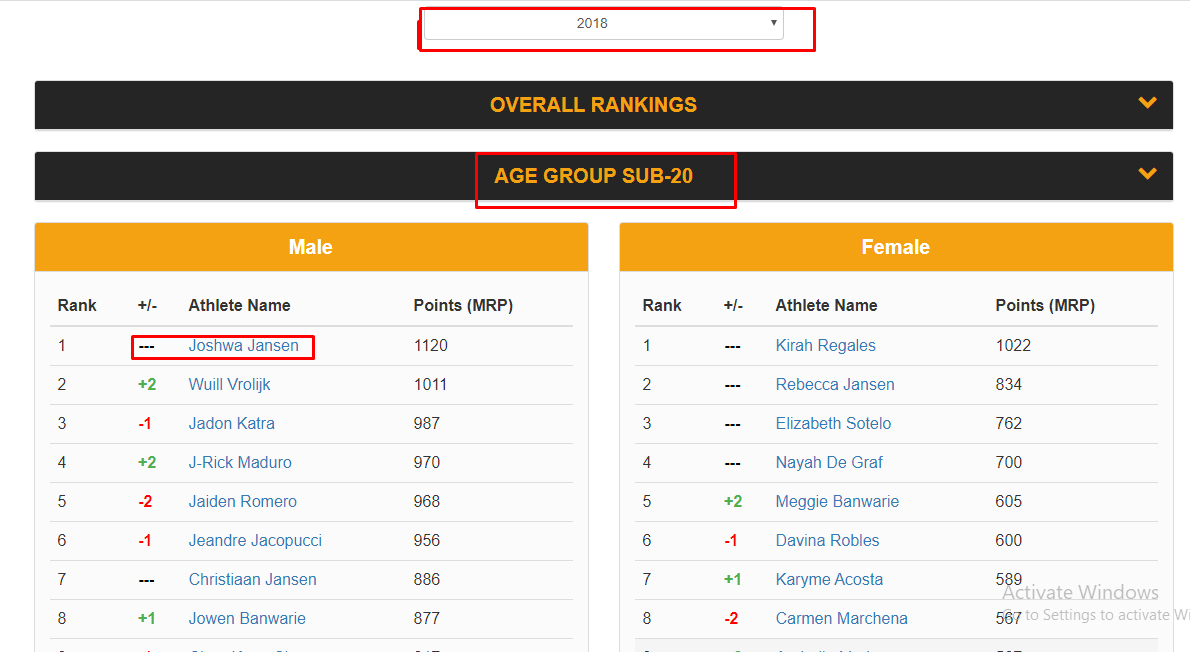 2018
OVERALL RANKINGS
AGE GROUP SUB-20
Male
Rank +/- Athlete Name Points (MRP)
1 --- Joshwa Jansen 1120
2 +2 Wuill Vrolijk 1011
3 -1 Jadon Katra 987
4 +2 J-Rick Maduro 970
5 -2 Jaiden Romero 968
6 -1 Jeandre Jacopucci 956
7 --- Christiaan Jansen 886
8 +1 Jowen Banwarie 877
Female
Rank +/- Athlete Name Points (MRP)
1 --- Kirah Regales 1022
2 --- Rebecca Jansen 834
3 --- Elizabeth Sotelo 762
4 --- Nayah De Graf 700
5 +2 Meggie Banwarie 605
6 -1 Davina Robles 600
7 +1 Karyme Acosta 589
8 -2 Carmen Marchena 567
Activate Windows
Go to Settings to activate Wi